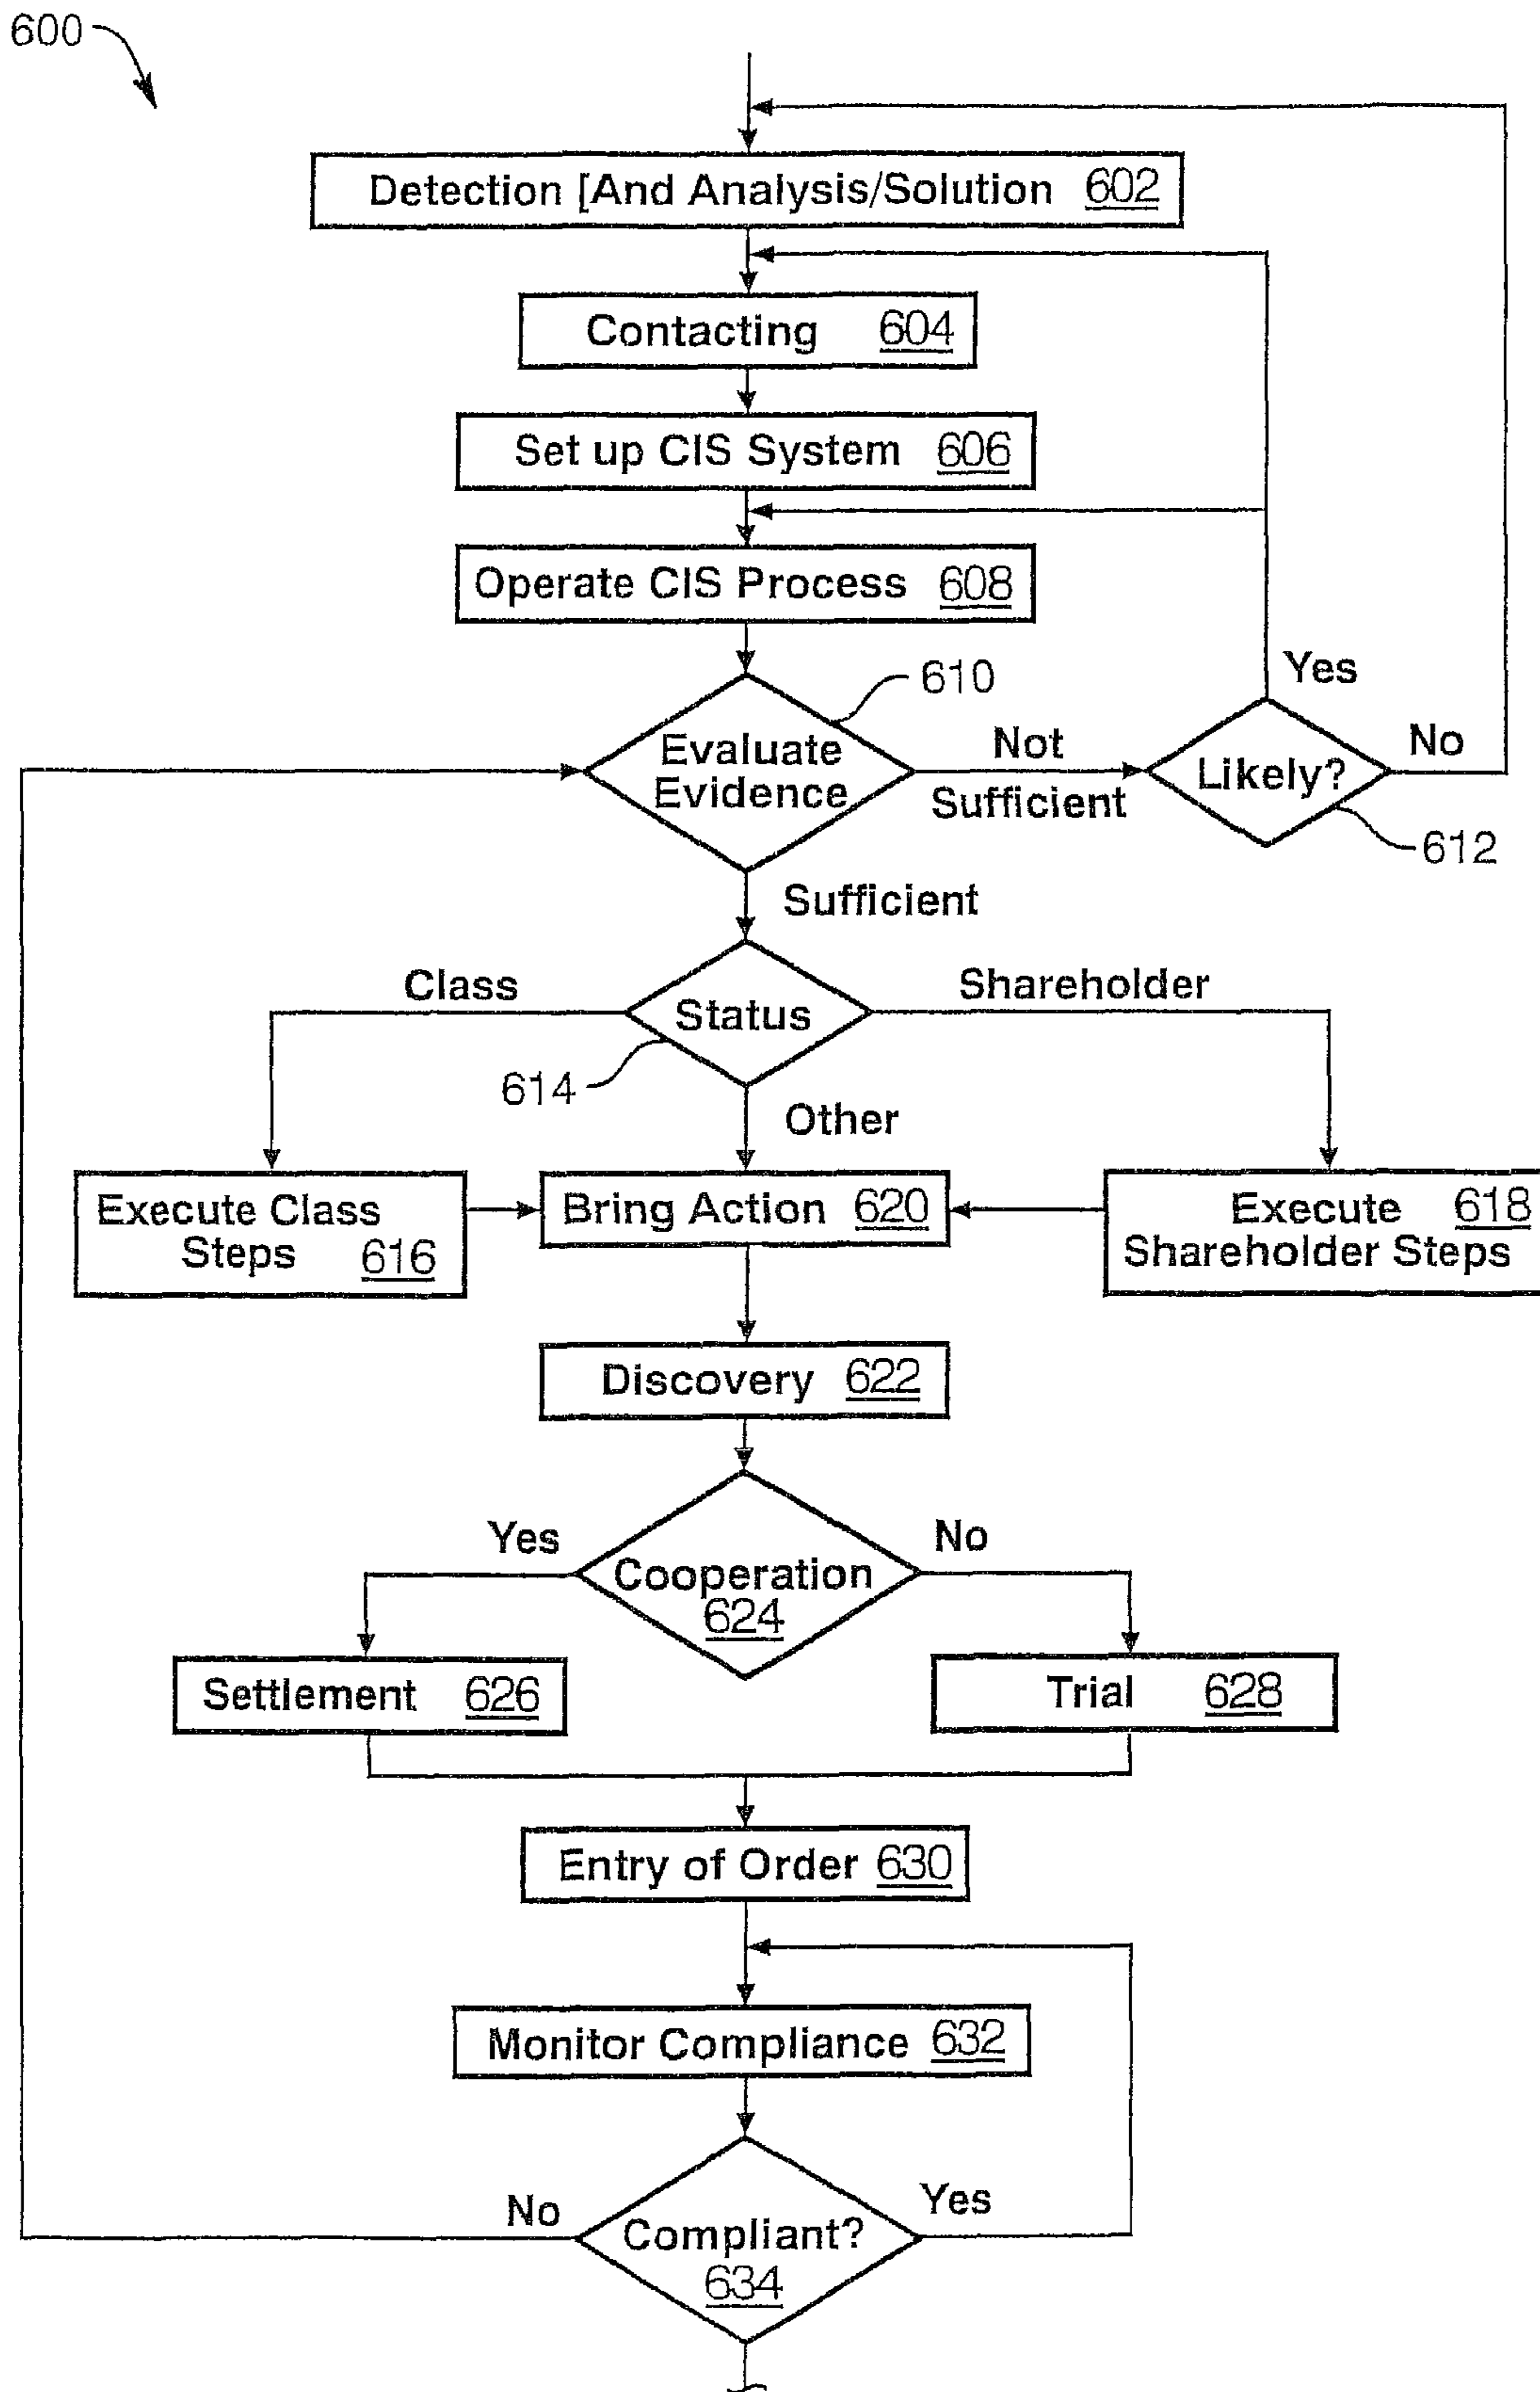 600
Detection [And Analysis/Solution 602
Contacting 604
Set up CIS System 606
Operate CIS Process 608
610
Yes
Evaluate
Evidence
Not
Sufficient
Likely?
No
612
Sufficient
Class
Status
Shareholder
614
Other
Execute Class
Steps 616
Bring Action 620
Execute 618
Shareholder Steps
Discovery 622
Yes
Cooperation
624
No
Settlement 626
Trial 628
Entry of Order 630
Monitor Compliance 632
No
Compliant?
634
Yes